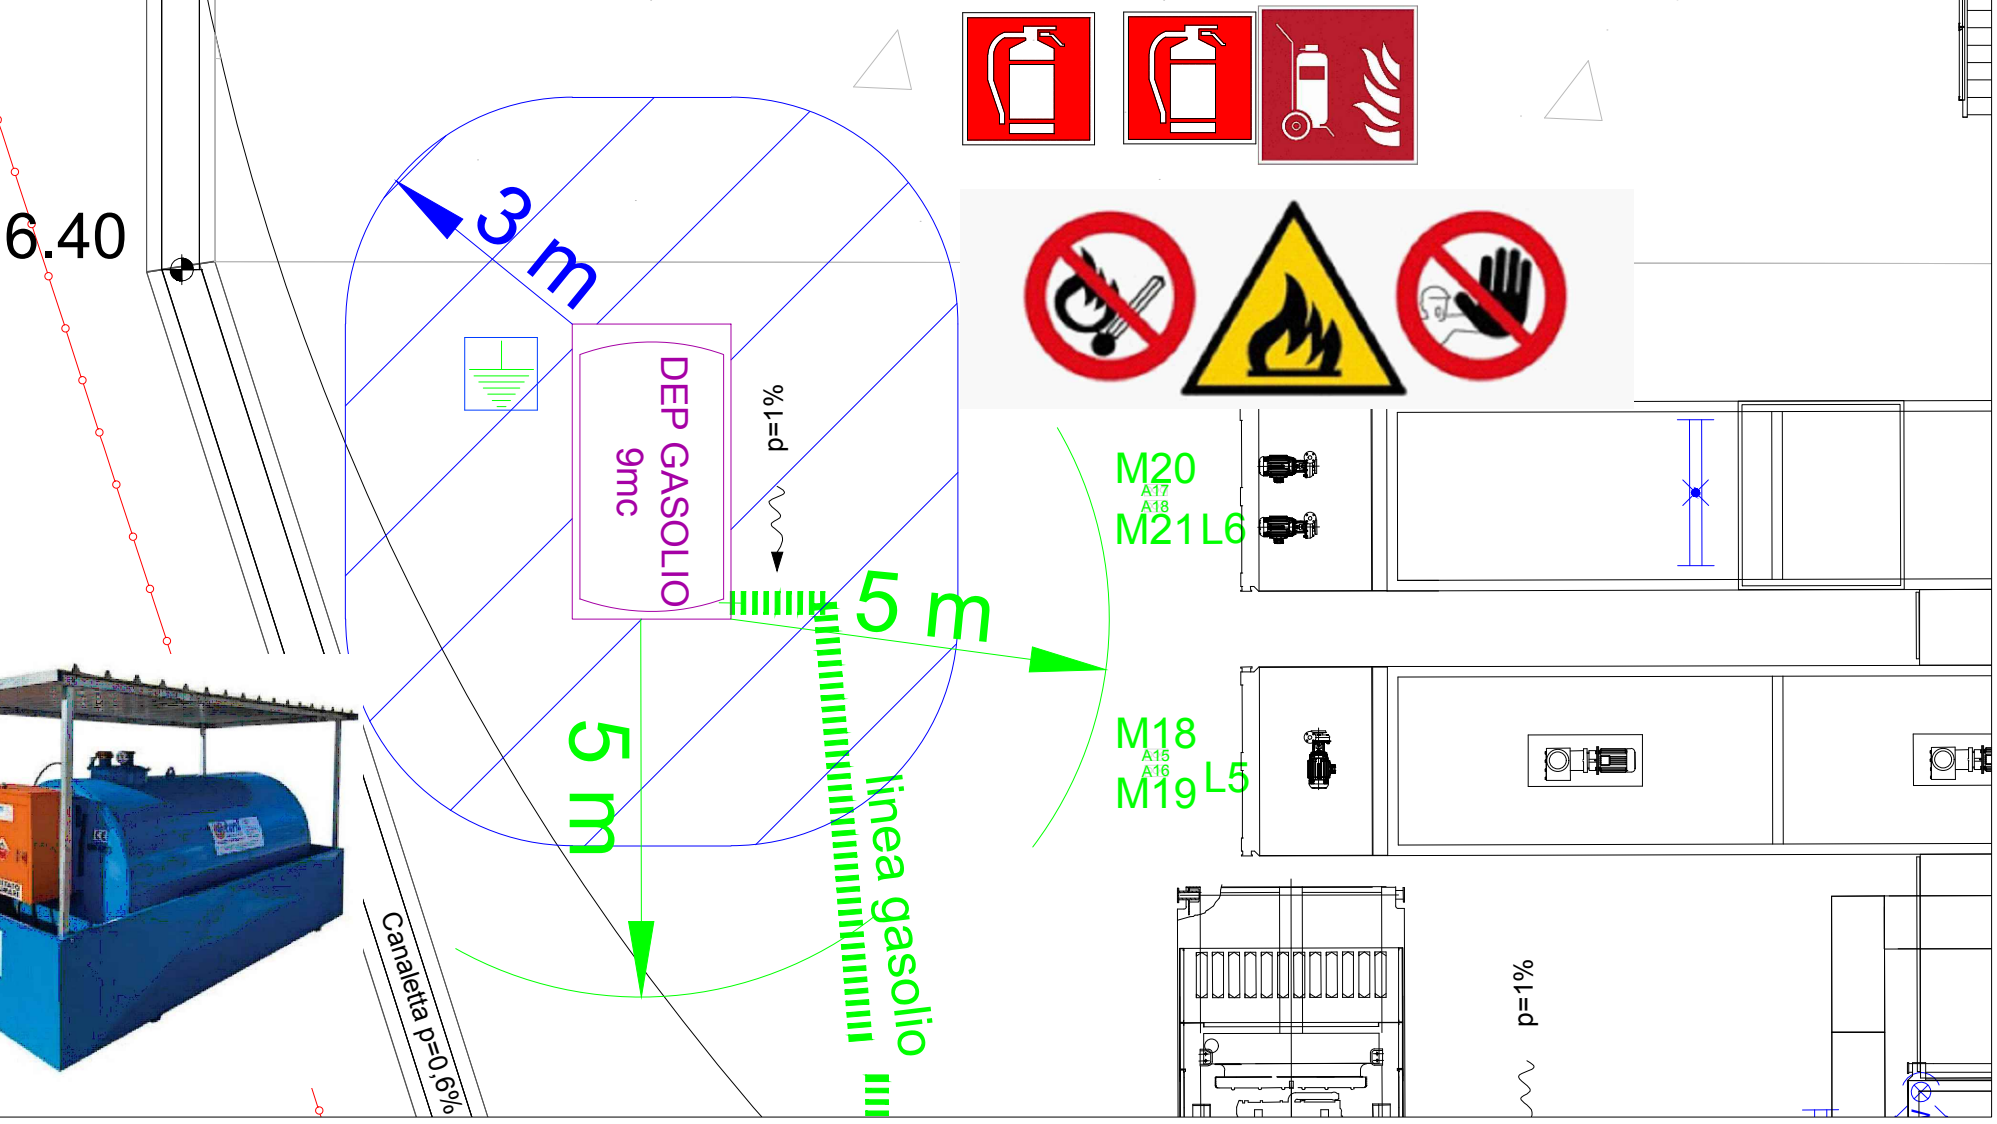 6.40
3 m
DEP GASOLIO
9mc
p=1%
5 m
5 m
linea gasolio
M20
A17
A18
M21 L6
M18
A15
A16
M19 L5
Canaletta p=0,6%
p=1%
CE